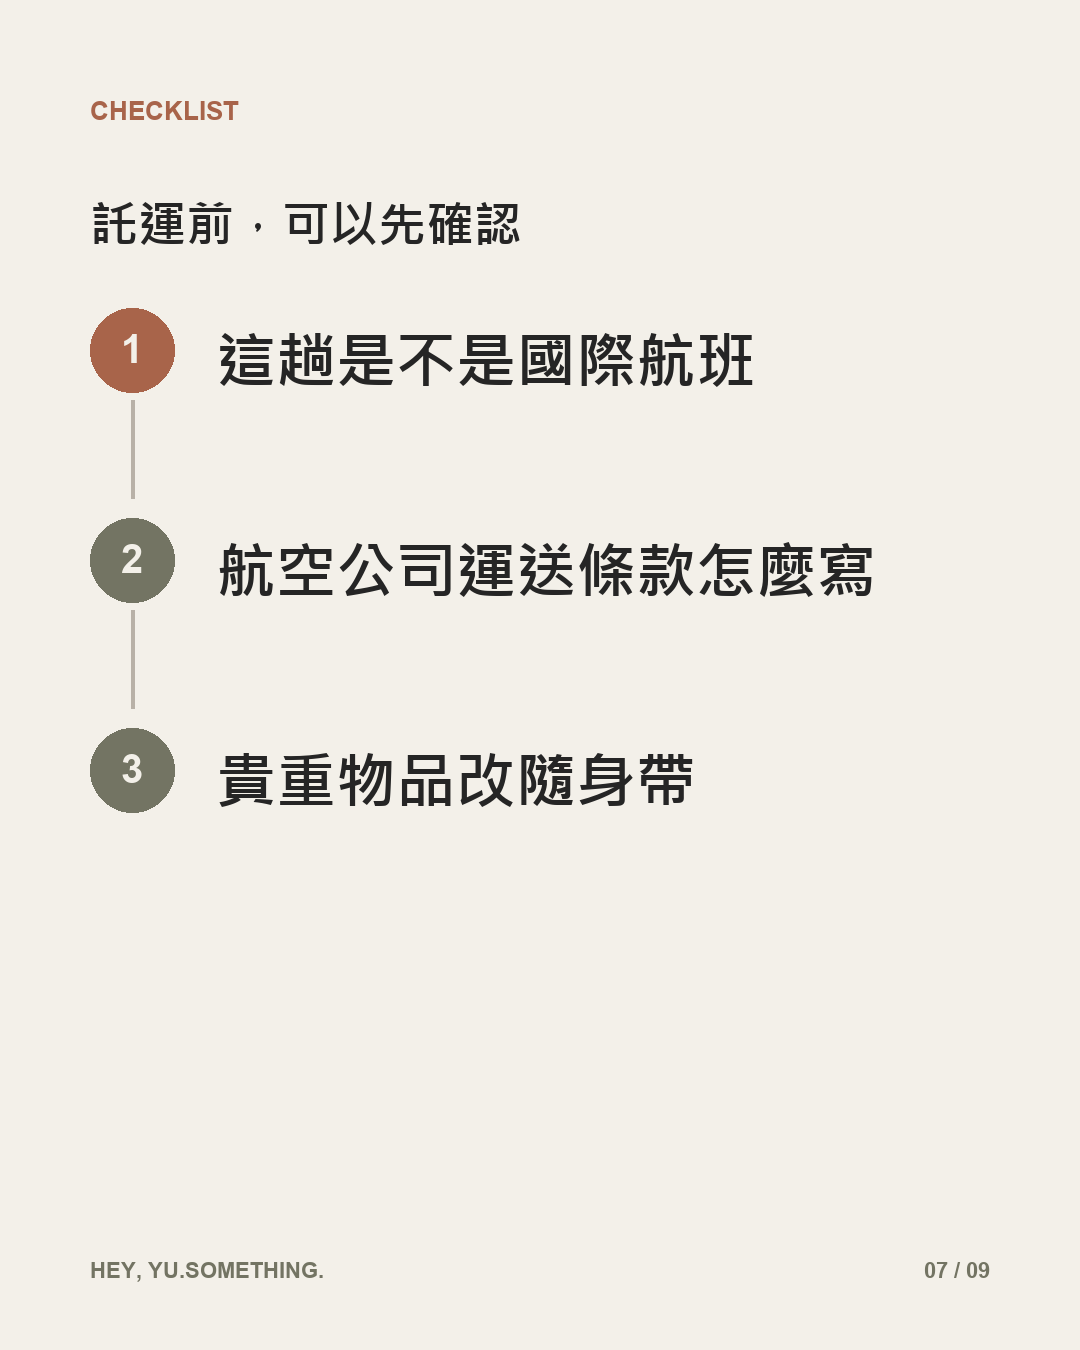 CHECKLIST
託運前，可以先確認
1
這趟是不是國際航班
2
航空公司運送條款怎麼寫
3
貴重物品改隨身帶
HEY, YU.SOMETHING.
07 / 09